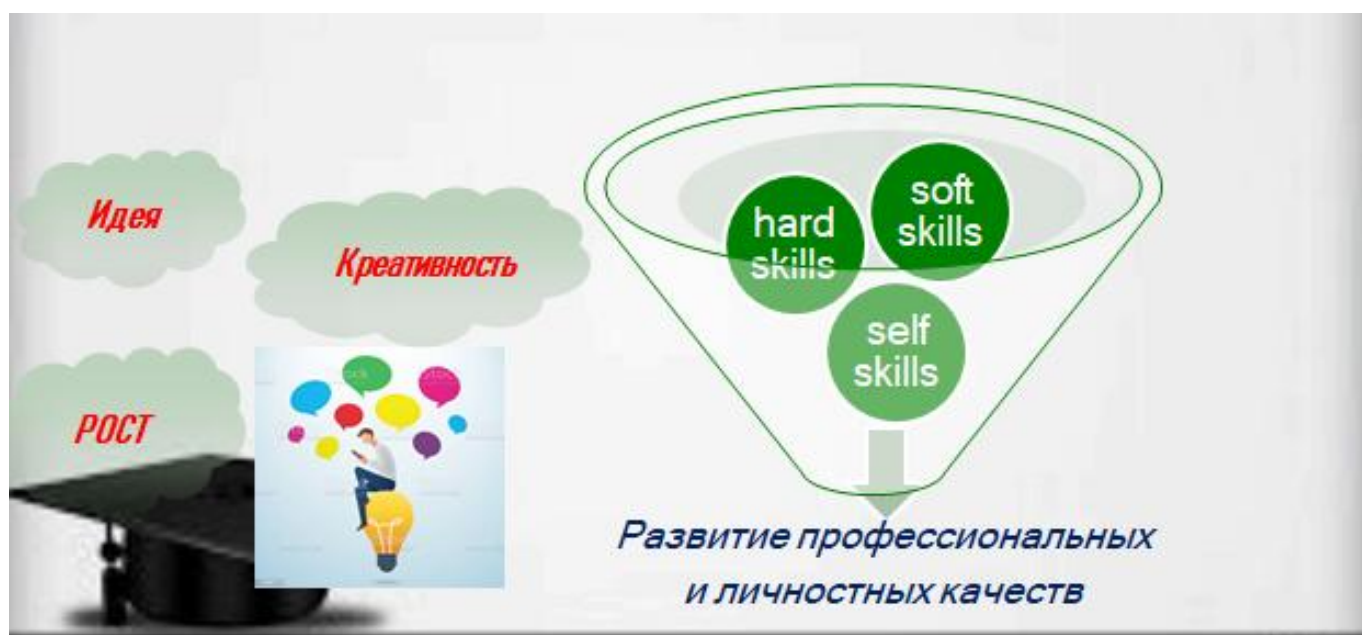 Идея
Креативность
РОСТ
hard
skills
soft
skills
self
skills
Развитие профессиональных
и личностных качеств